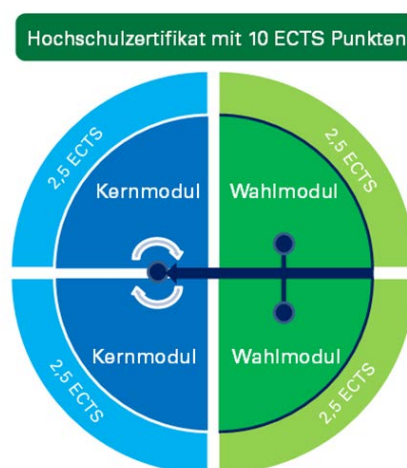 Hochschulzertifikat mit 10 ECTS Punkten
2,5 ECTS
2,5 ECTS
Kernmodul
Wahlmodul
Kernmodul
Wahlmodul
2,5 ECTS
2,5 ECTS